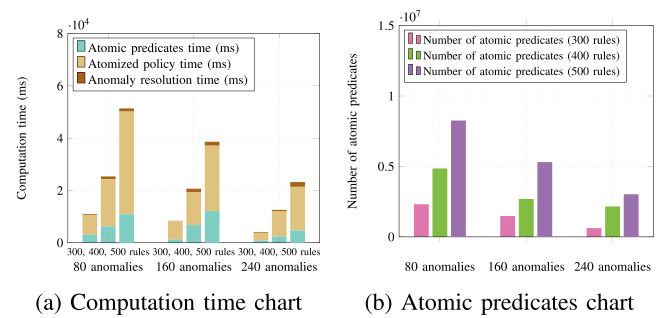 ·10⁴
8
6
4
2
0
Computation time (ms)
Atomic predicates time (ms)
Atomized policy time (ms)
Anomaly resolution time (ms)
300, 400, 500 rules 300, 400, 500 rules 300, 400, 500 rules
80 anomalies 160 anomalies 240 anomalies
(a) Computation time chart
·10⁷
1.5
1
0.5
0
Number of atomic predicates
Number of atomic predicates (300 rules)
Number of atomic predicates (400 rules)
Number of atomic predicates (500 rules)
80 anomalies 160 anomalies 240 anomalies
(b) Atomic predicates chart